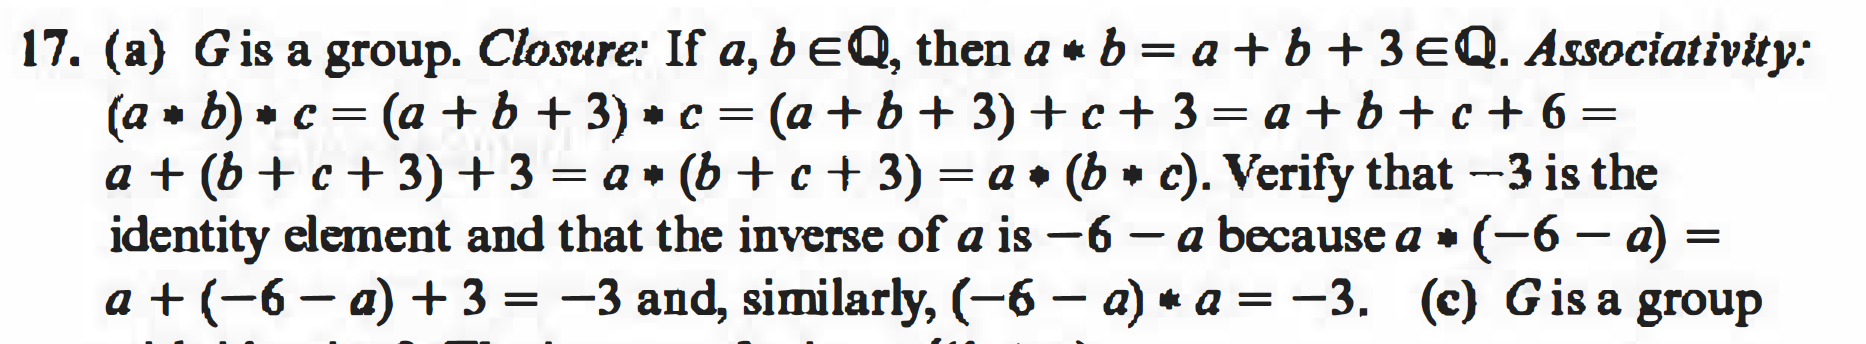 17. (a) G is a group. Closure: If a, b ∈ ℚ, then a * b = a + b + 3 ∈ ℚ. Associativity:
(a * b) * c = (a + b + 3) * c = (a + b + 3) + c + 3 = a + b + c + 6 =
a + (b + c + 3) + 3 = a * (b + c + 3) = a * (b * c). Verify that −3 is the
identity element and that the inverse of a is −6 − a because a * (−6 − a) =
a + (−6 − a) + 3 = −3 and, similarly, (−6 − a) * a = −3. (c) G is a group